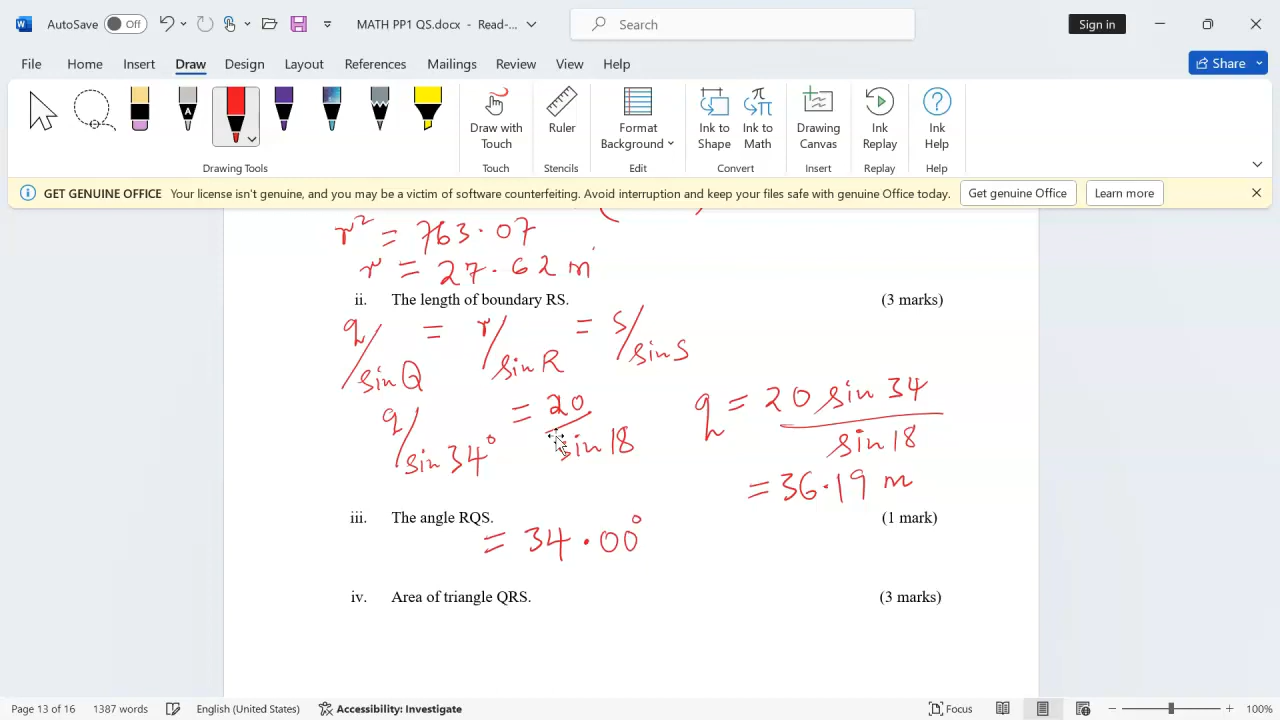 AutoSave Off MATH PP1 QS.docx - Read-... Search Sign in
File Home Insert Draw Design Layout References Mailings Review View Help Share
Draw with Touch Ruler Format Background Ink to Shape Ink to Math Drawing Canvas Ink Replay Ink Help
Drawing Tools Touch Stencils Edit Convert Insert Replay Help
GET GENUINE OFFICE Your license isn't genuine, and you may be a victim of software counterfeiting. Avoid interruption and keep your files safe with genuine Office today. Get genuine Office Learn more
r² = 763.07
r = 27.62 m
ii. The length of boundary RS. (3 marks)
q/sin Q = r/sin R = s/sin S
q/sin 34° = 20/sin 18
q = 20 sin 34/sin 18
= 36.19 m
iii. The angle RQS. (1 mark)
= 34.00°
iv. Area of triangle QRS. (3 marks)
Page 13 of 16 1387 words English (United States) Accessibility: Investigate Focus 100%